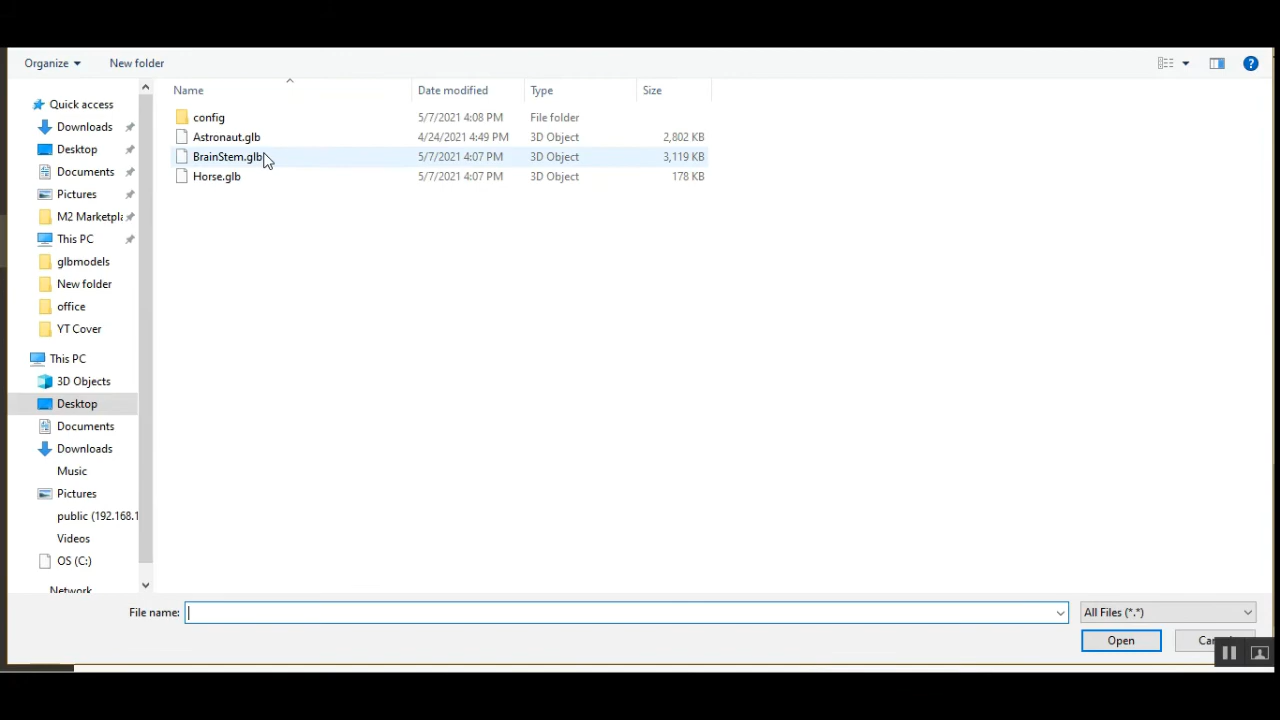 Organize
New folder
Name
Date modified
Type
Size
Quick access
Downloads
Desktop
Documents
Pictures
M2 Marketpla
This PC
glbmodels
New folder
office
YT Cover
This PC
3D Objects
Desktop
Documents
Downloads
Music
Pictures
public (192.168.1
Videos
OS (C:)
Network
config 5/7/2021 4:08 PM File folder
Astronaut.glb 4/24/2021 4:49 PM 3D Object 2,802 KB
BrainStem.glb 5/7/2021 4:07 PM 3D Object 3,119 KB
Horse.glb 5/7/2021 4:07 PM 3D Object 178 KB
File name:
All Files (*.*)
Open